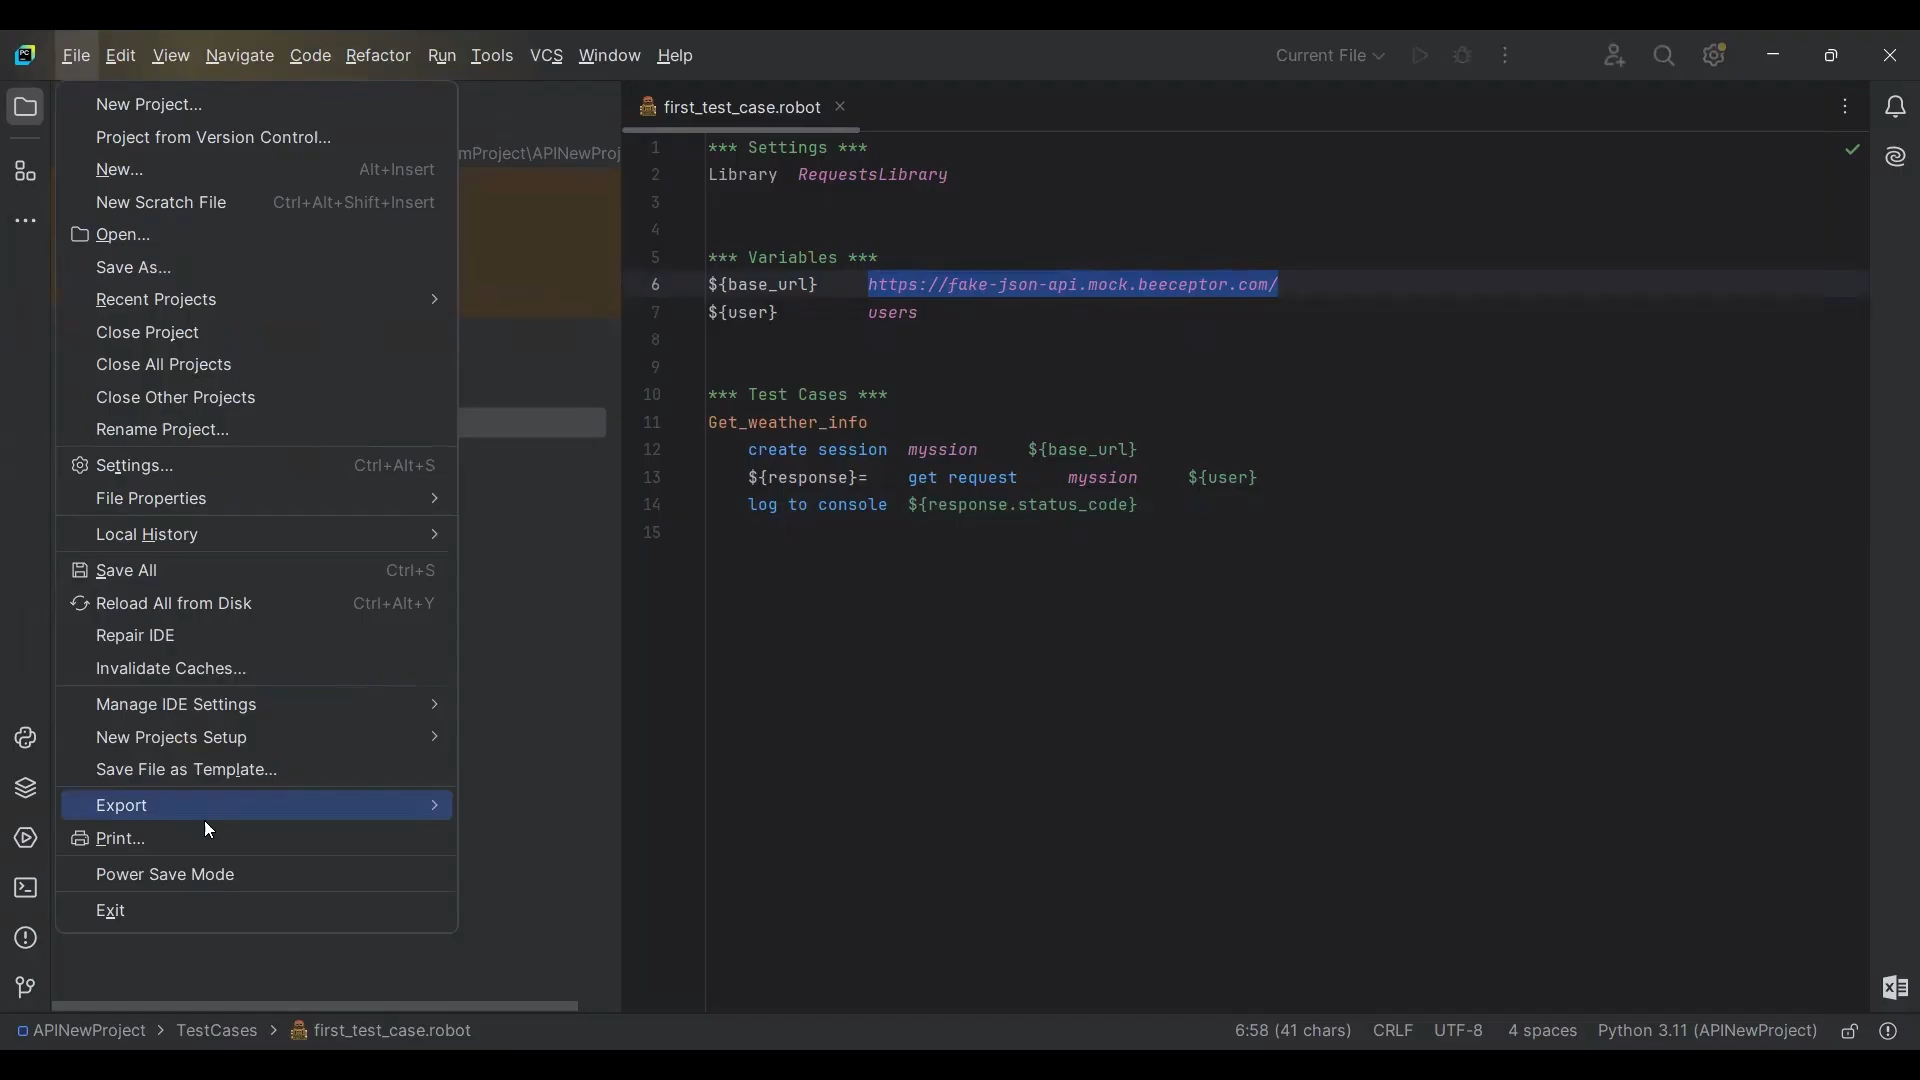 File Edit View Navigate Code Refactor Run Tools VCS Window Help Current File
New Project...
Project from Version Control...
New... Alt+Insert
New Scratch File Ctrl+Alt+Shift+Insert
Open...
Save As...
Recent Projects
Close Project
Close All Projects
Close Other Projects
Rename Project...
Settings... Ctrl+Alt+S
File Properties
Local History
Save All Ctrl+S
Reload All from Disk Ctrl+Alt+Y
Repair IDE
Invalidate Caches...
Manage IDE Settings
New Projects Setup
Save File as Template...
Export
Print...
Power Save Mode
Exit
mProject\APINewProj
first_test_case.robot
1 *** Settings ***
2 Library RequestsLibrary
3
4
5 *** Variables ***
6 ${base_url} https://fake-json-api.mock.beeceptor.com/
7 ${user} users
8
9
10 *** Test Cases ***
11 Get_weather_info
12 create session myssion ${base_url}
13 ${response}= get request myssion ${user}
14 log to console ${response.status_code}
15
APINewProject > TestCases > first_test_case.robot 6:58 (41 chars) CRLF UTF-8 4 spaces Python 3.11 (APINewProject)